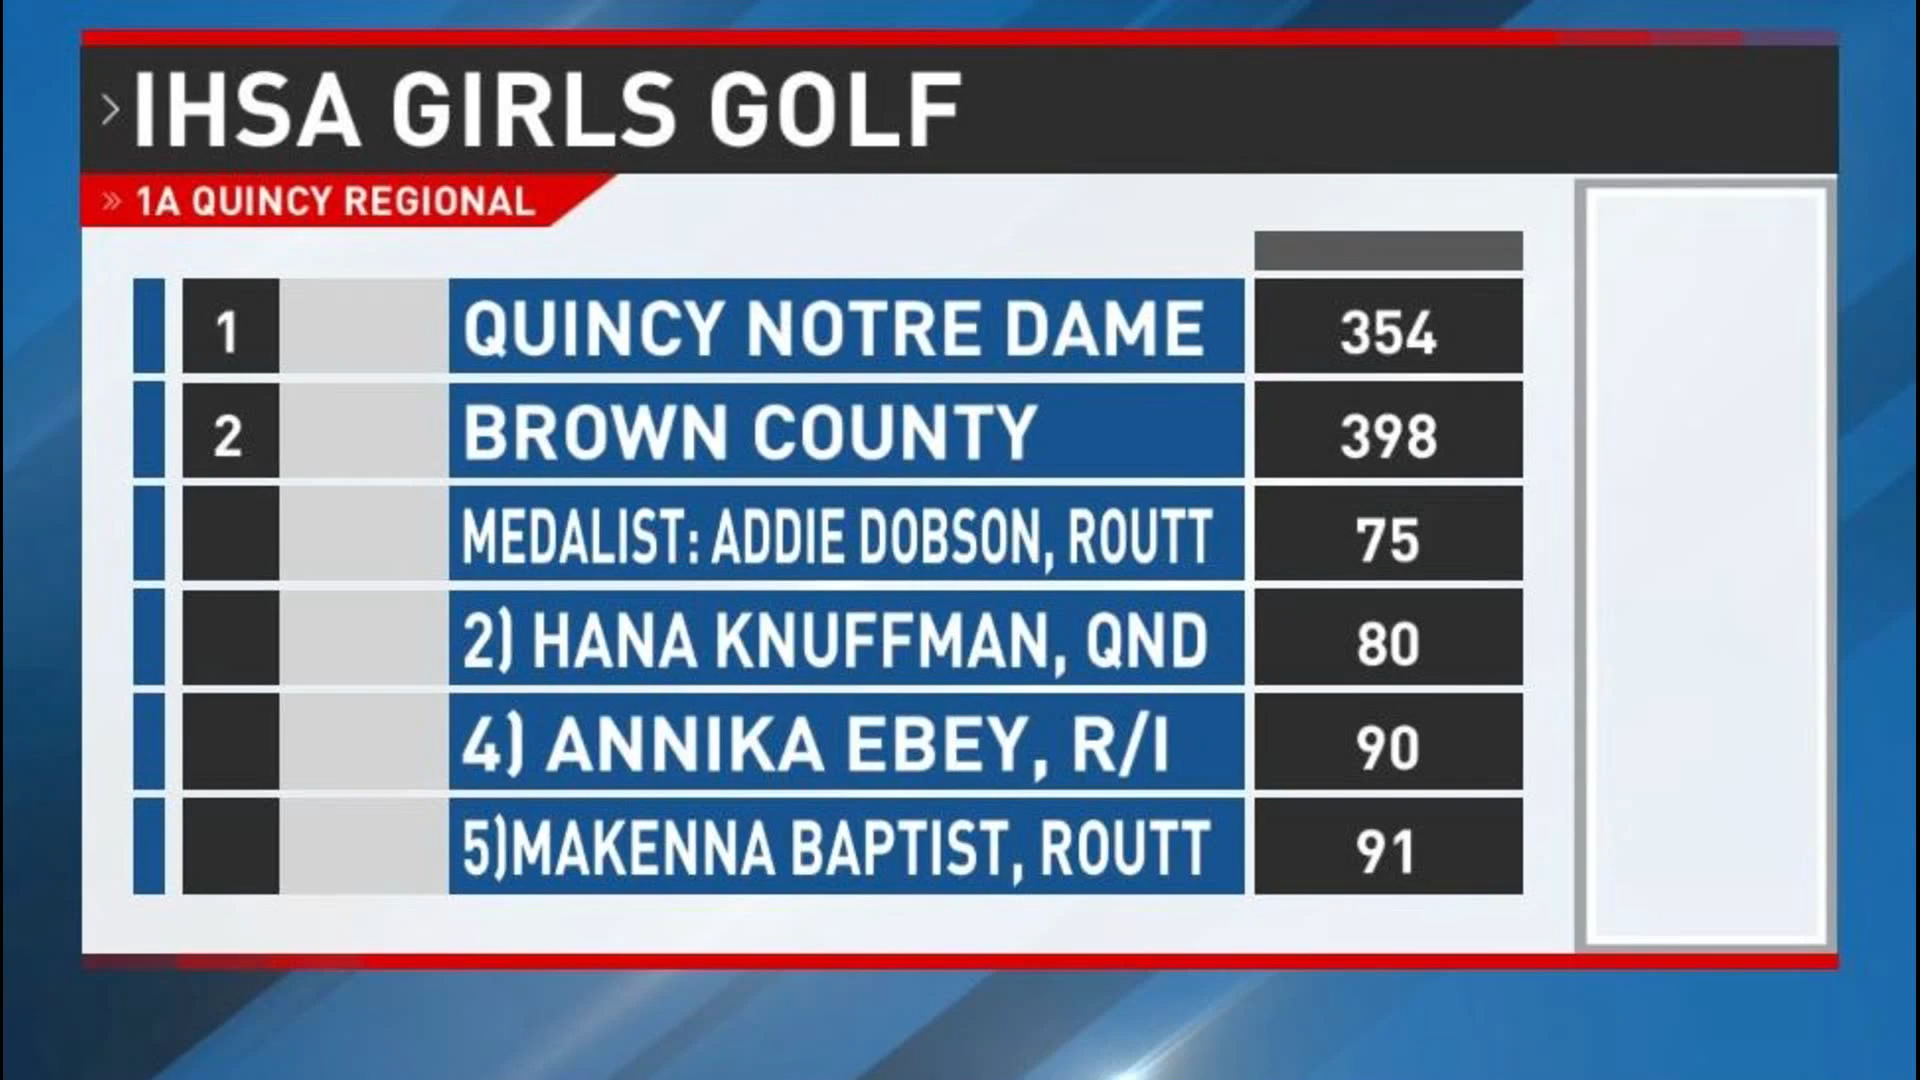 IHSA GIRLS GOLF
1A QUINCY REGIONAL
1 QUINCY NOTRE DAME 354
2 BROWN COUNTY 398
MEDALIST: ADDIE DOBSON, ROUTT 75
2) HANA KNUFFMAN, QND 80
4) ANNIKA EBEY, R/I 90
5)MAKENNA BAPTIST, ROUTT 91